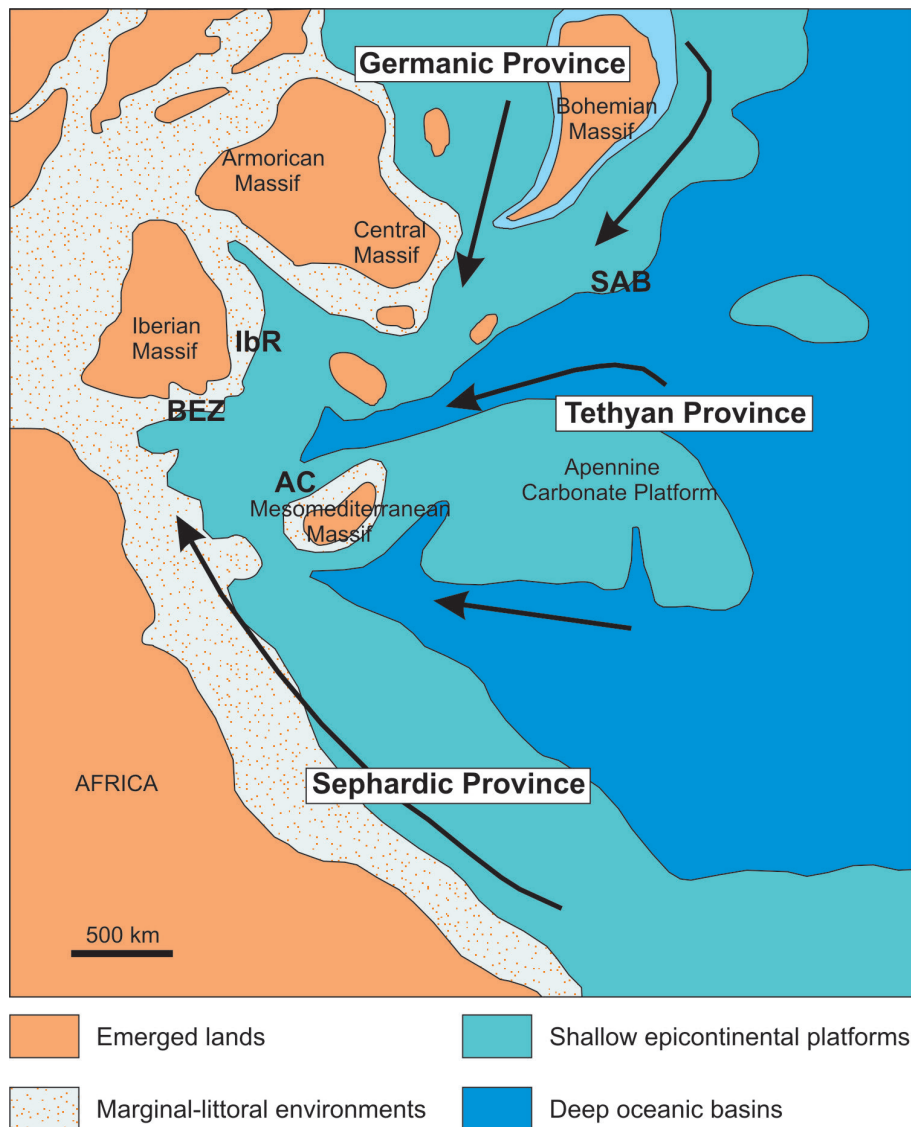 Germanic Province
Bohemian
Massif
Armorican
Massif
Central
Massif
SAB
Iberian
Massif
IbR
BEZ
Tethyan Province
Apennine
Carbonate Platform
AC
Mesomediterranean
Massif
Sephardic Province
AFRICA
500 km
Emerged lands
Shallow epicontinental platforms
Marginal-littoral environments
Deep oceanic basins